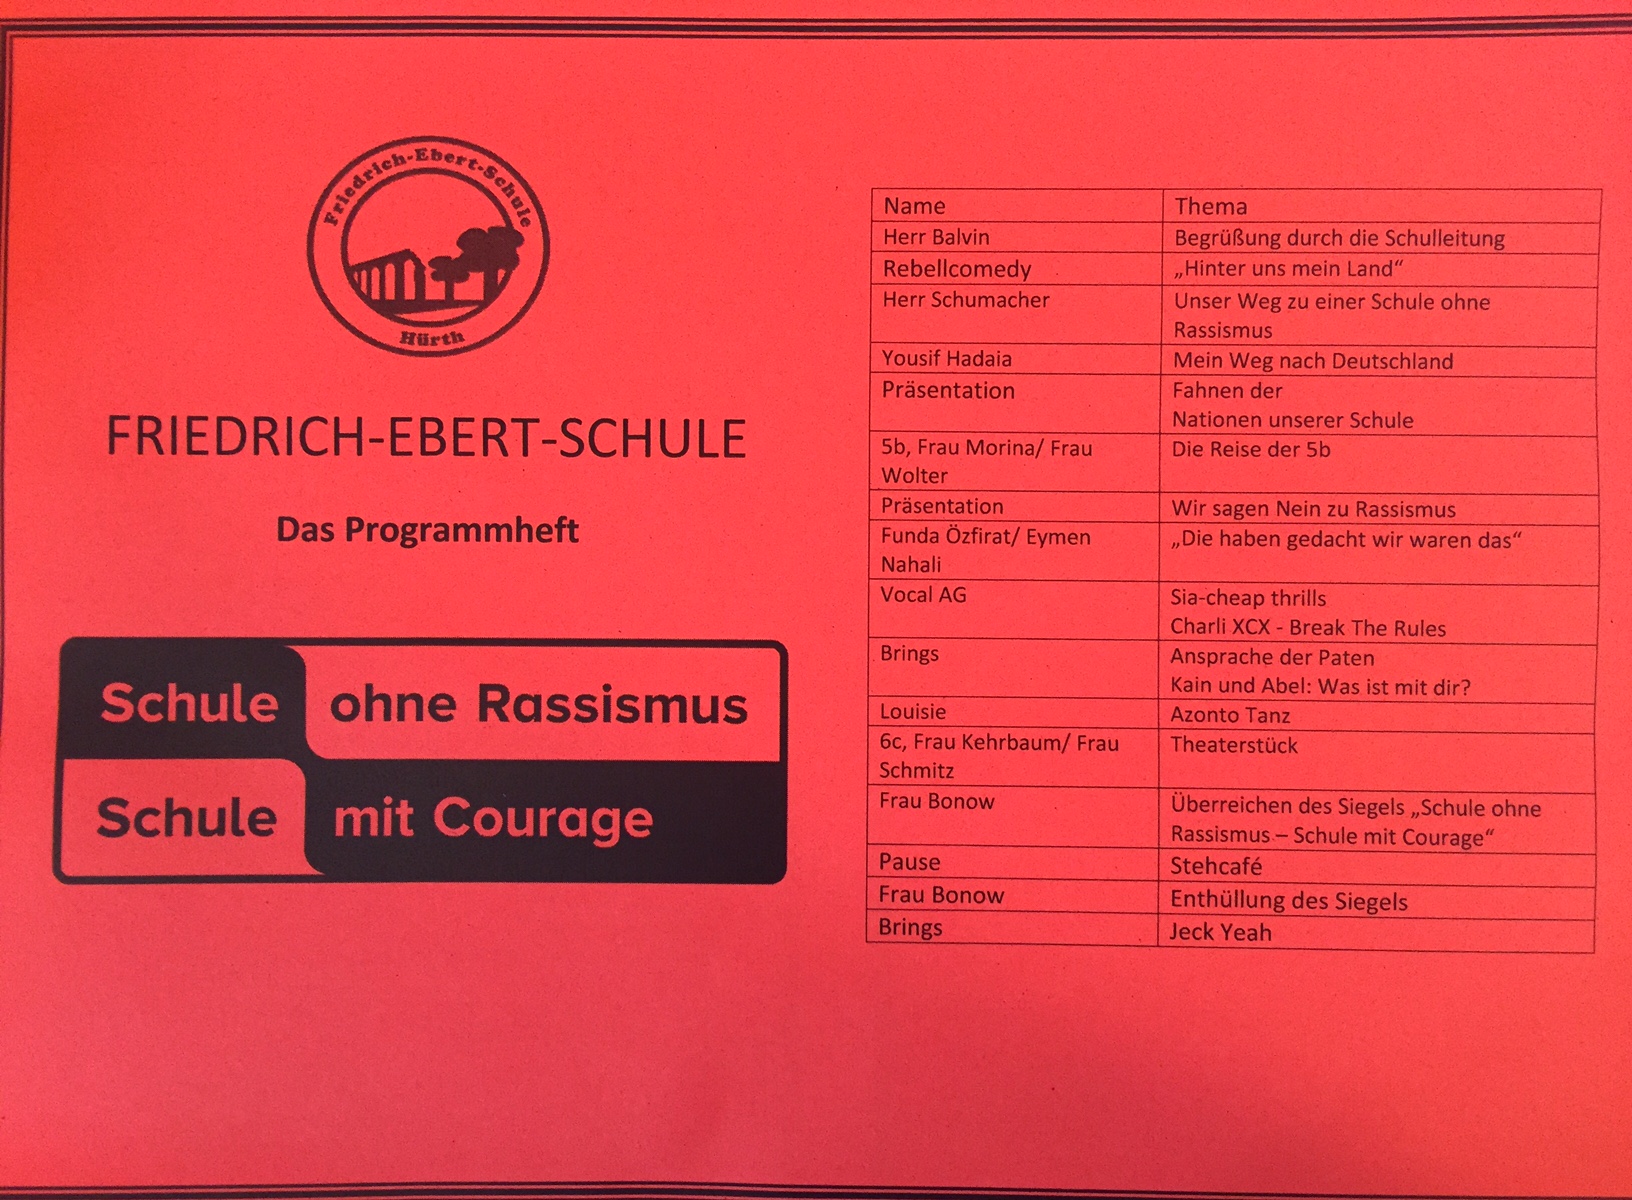 Friedrich-Ebert-Schule
Hürth
FRIEDRICH-EBERT-SCHULE
Das Programmheft
Schule ohne Rassismus
Schule mit Courage
Name Thema
Herr Balvin Begrüßung durch die Schulleitung
Rebellcomedy „Hinter uns mein Land“
Herr Schumacher Unser Weg zu einer Schule ohne
Rassismus
Yousif Hadaia Mein Weg nach Deutschland
Präsentation Fahnen der
Nationen unserer Schule
5b, Frau Morina/ Frau Die Reise der 5b
Wolter
Präsentation Wir sagen Nein zu Rassismus
Funda Özfirat/ Eymen „Die haben gedacht wir waren das“
Nahali
Vocal AG Sia-cheap thrills
Charli XCX - Break The Rules
Brings Ansprache der Paten
Kain und Abel: Was ist mit dir?
Louisie Azonto Tanz
6c, Frau Kehrbaum/ Frau Theaterstück
Schmitz
Frau Bonow Überreichen des Siegels „Schule ohne
Rassismus – Schule mit Courage“
Pause Stehcafé
Frau Bonow Enthüllung des Siegels
Brings Jeck Yeah